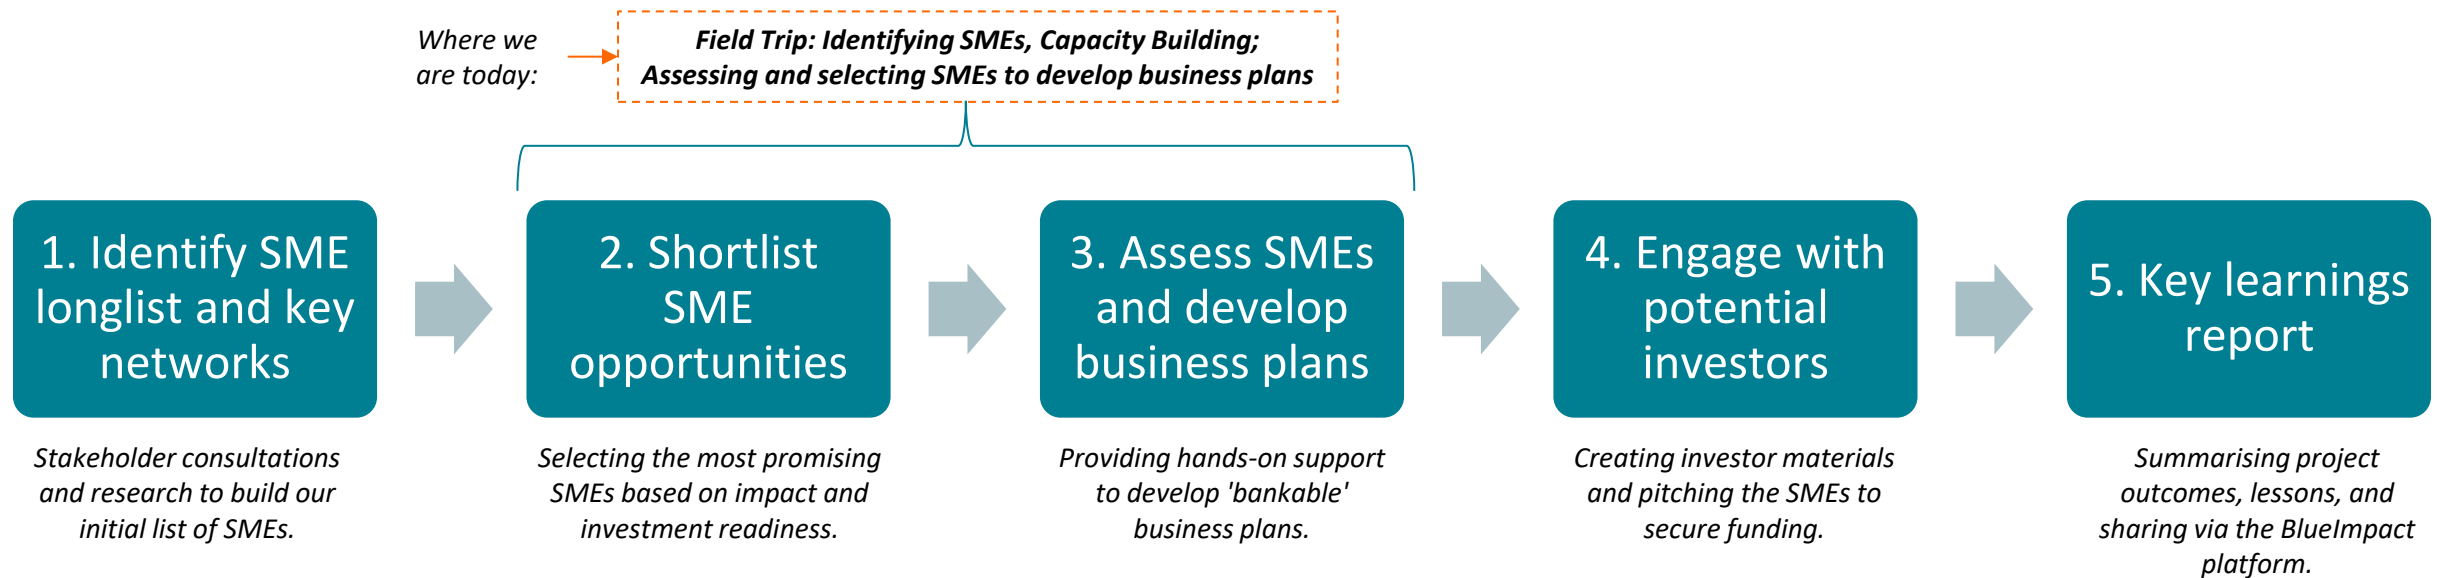 Where we
are today:
Field Trip: Identifying SMEs, Capacity Building;
Assessing and selecting SMEs to develop business plans
1. Identify SME
longlist and key
networks
Stakeholder consultations
and research to build our
initial list of SMEs.
2. Shortlist
SME
opportunities
Selecting the most promising
SMEs based on impact and
investment readiness.
3. Assess SMEs
and develop
business plans
Providing hands-on support
to develop 'bankable'
business plans.
4. Engage with
potential
investors
Creating investor materials
and pitching the SMEs to
secure funding.
5. Key learnings
report
Summarising project
outcomes, lessons, and
sharing via the BlueImpact
platform.